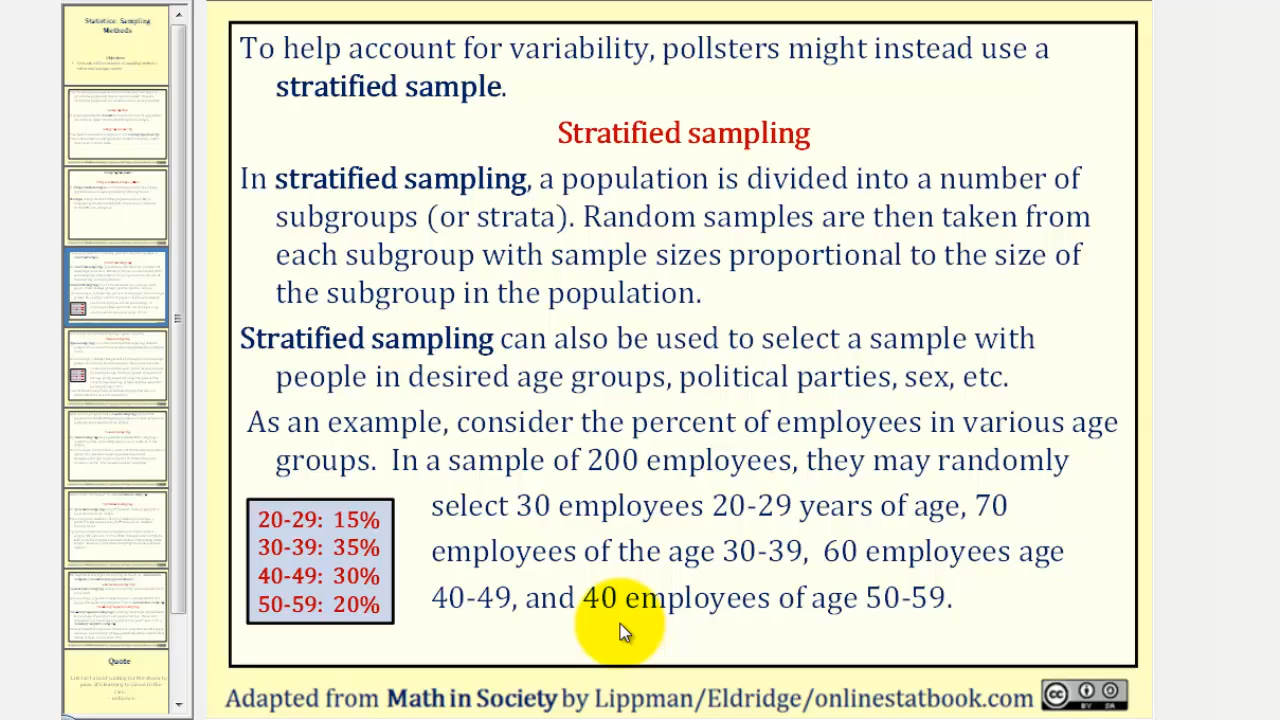 Statistics: Sampling
Methods
To help account for variability, pollsters might instead use a
stratified sample.
Stratified sampling
In stratified sampling, a population is divided into a number of
subgroups (or strata). Random samples are then taken from
each subgroup with sample sizes proportional to the size of
the subgroup in the population.
Stratified sampling can also be used to select a sample with
people in desired age groups, political parties, sex, etc.
As an example, consider the percent of employees in various age
groups. In a sample of 200 employees, they may randomly
select 30 employees 20-29 years of age, 70
employees of the age 30-39, 60 employees age
40-49, and 40 employees of age 50-59.
20-29: 15%
30-39: 35%
40-49: 30%
50-59: 20%
Quote
Adapted from Math in Society by Lippman/Eldridge/onlinestatbook.com
cc
BY SA